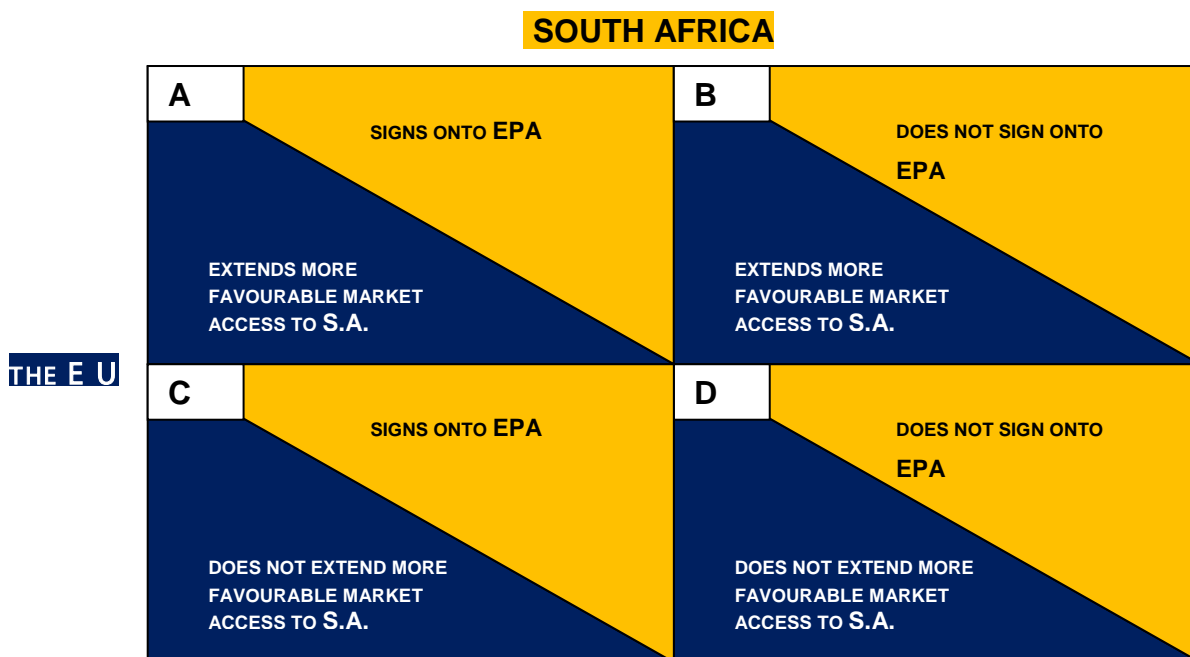 SOUTH AFRICA
A
SIGNS ONTO EPA
EXTENDS MORE
FAVOURABLE MARKET
ACCESS TO S.A.
B
DOES NOT SIGN ONTO
EPA
EXTENDS MORE
FAVOURABLE MARKET
ACCESS TO S.A.
THE E U
C
SIGNS ONTO EPA
DOES NOT EXTEND MORE
FAVOURABLE MARKET
ACCESS TO S.A.
D
DOES NOT SIGN ONTO
EPA
DOES NOT EXTEND MORE
FAVOURABLE MARKET
ACCESS TO S.A.